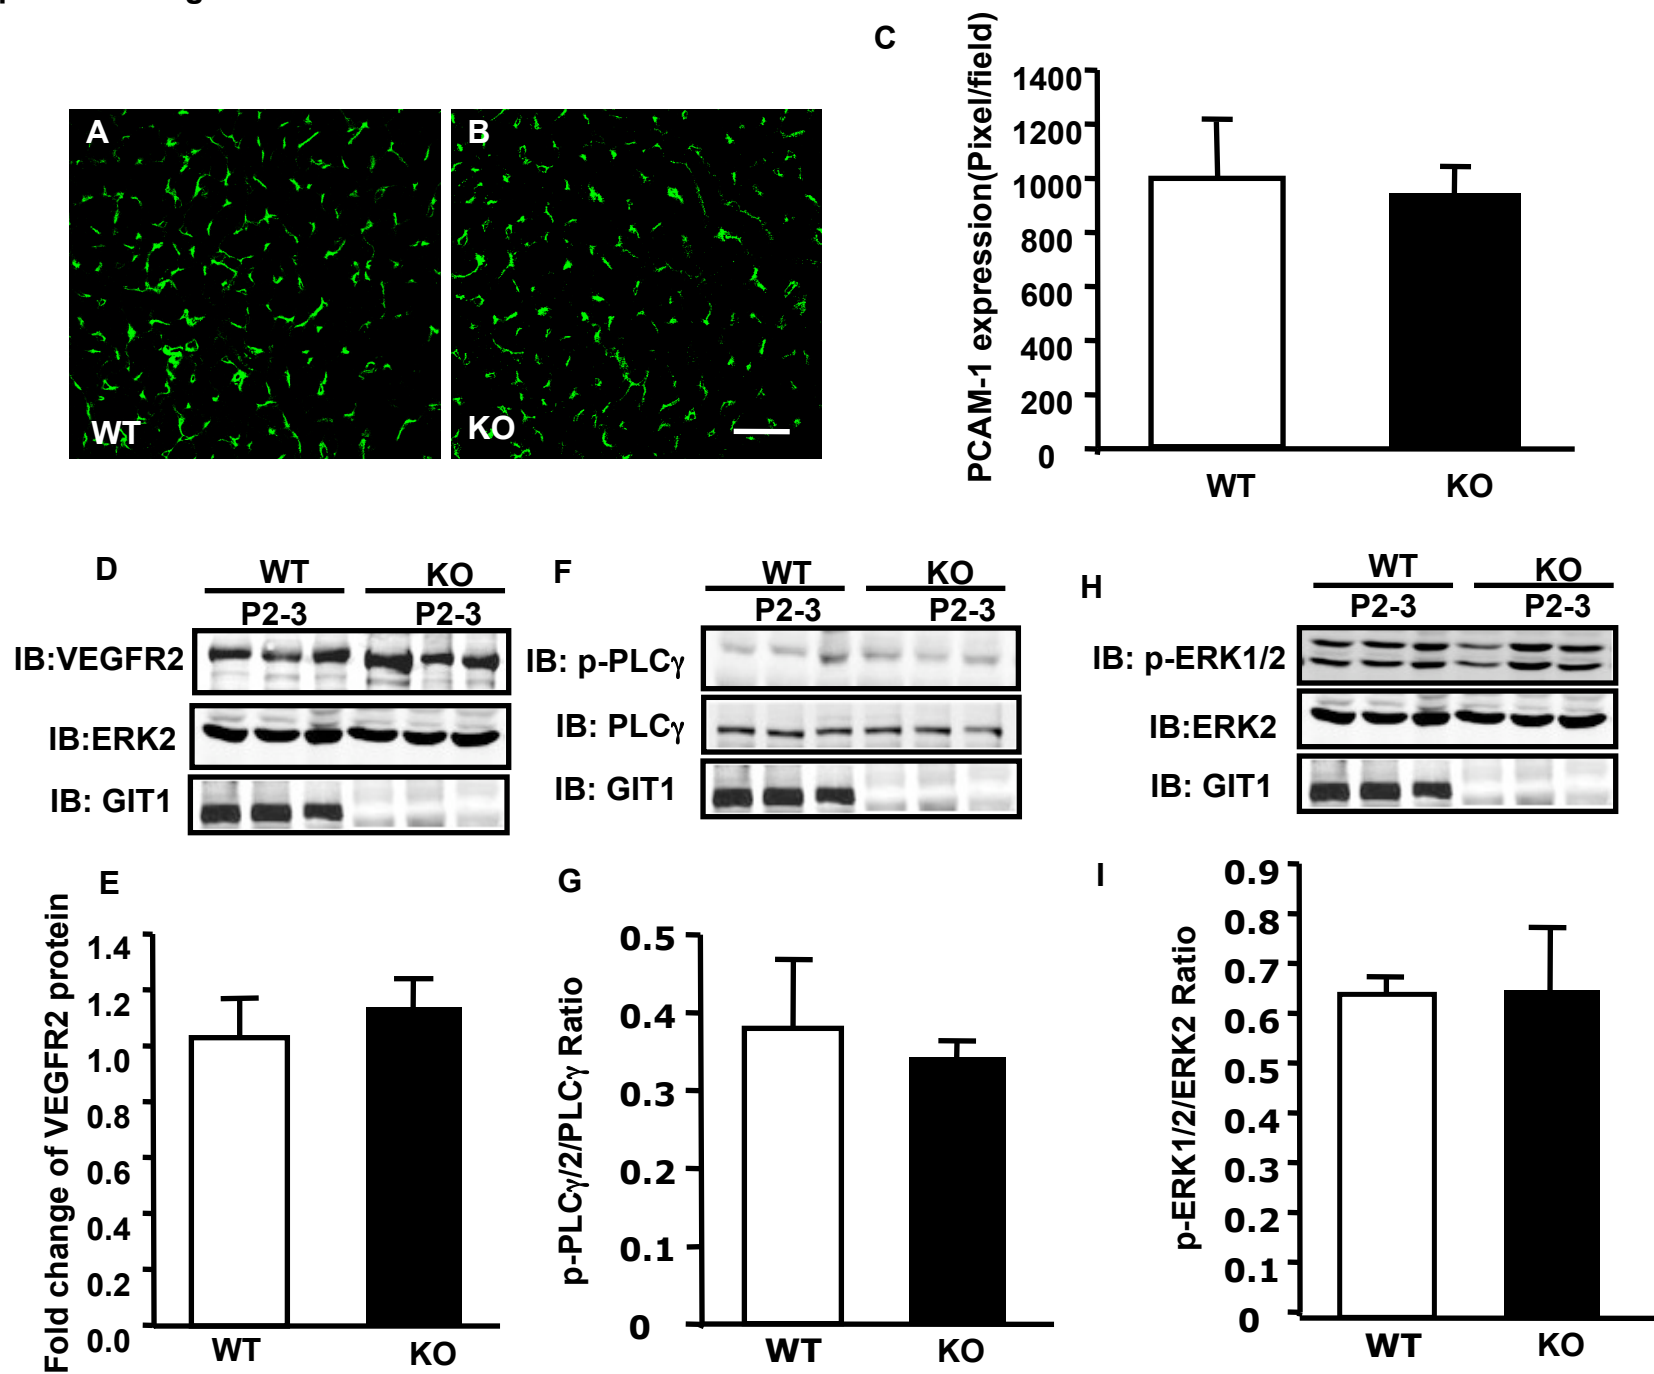 A
B
WT
KO
C
PCAM-1 expression(Pixel/field)
1400
1200
1000
800
600
400
200
0
WT
KO
D
WT
KO
P2-3
P2-3
IB:VEGFR2
IB:ERK2
IB: GIT1
F
WT
KO
P2-3
P2-3
IB: p-PLCγ
IB: PLCγ
IB: GIT1
H
WT
KO
P2-3
P2-3
IB: p-ERK1/2
IB:ERK2
IB: GIT1
E
Fold change of VEGFR2 protein
1.4
1.2
1.0
0.8
0.6
0.4
0.2
0.0
WT
KO
G
p-PLCγ/2/PLCγ Ratio
0.5
0.4
0.3
0.2
0.1
0
WT
KO
I
p-ERK1/2/ERK2 Ratio
0.9
0.8
0.7
0.6
0.5
0.4
0.3
0.2
0.1
0
WT
KO